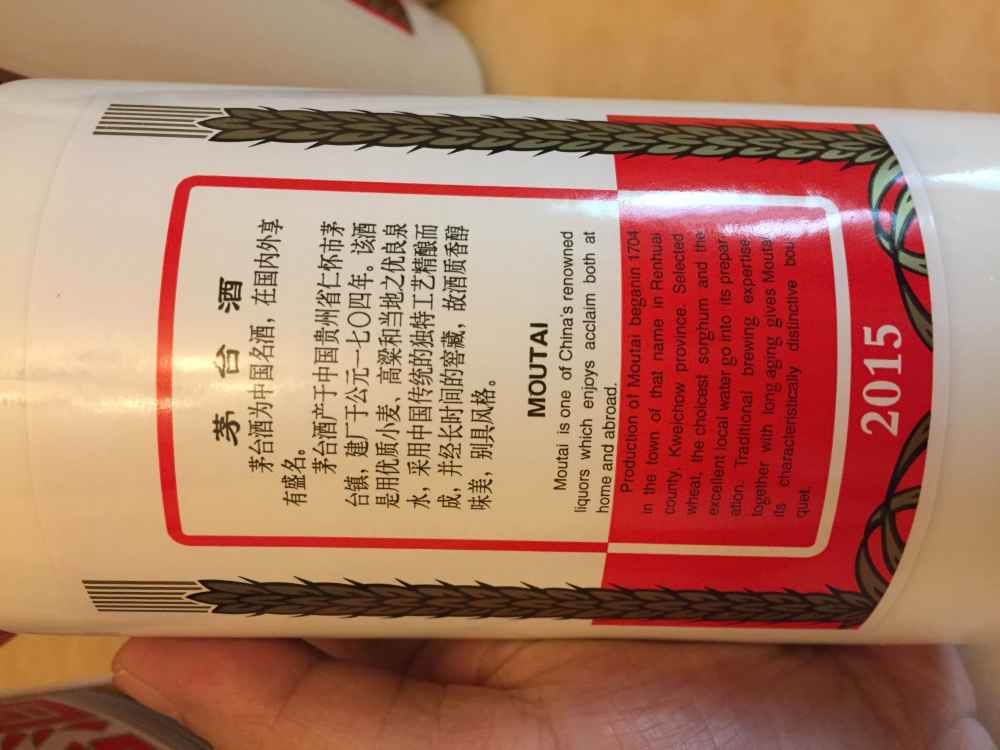 茅台酒
茅台酒为中国名酒，在国内外享
有盛名。
茅台酒产于中国贵州省仁怀市茅
台镇，建厂于公元一七〇四年。该酒
是用优质小麦、高粱和当地之优良泉
水，采用中国传统的独特工艺精酿而
成，并经长时间的窖藏，故酒质香醇
味美，别具风格。
MOUTAI
Moutai is one of China's renowned
liquors which enjoys acclaim both at
home and abroad.
Production of Moutai beganin 1704
in the town of that name in Renhuai
county. Kweichow province. Selected
wheat, the choicest sorghum and the
excellent local water go into its prepar-
ation. Traditional brewing expertise
together with long aging gives Moutai
its characteristically distinctive bou-
quet.
2015